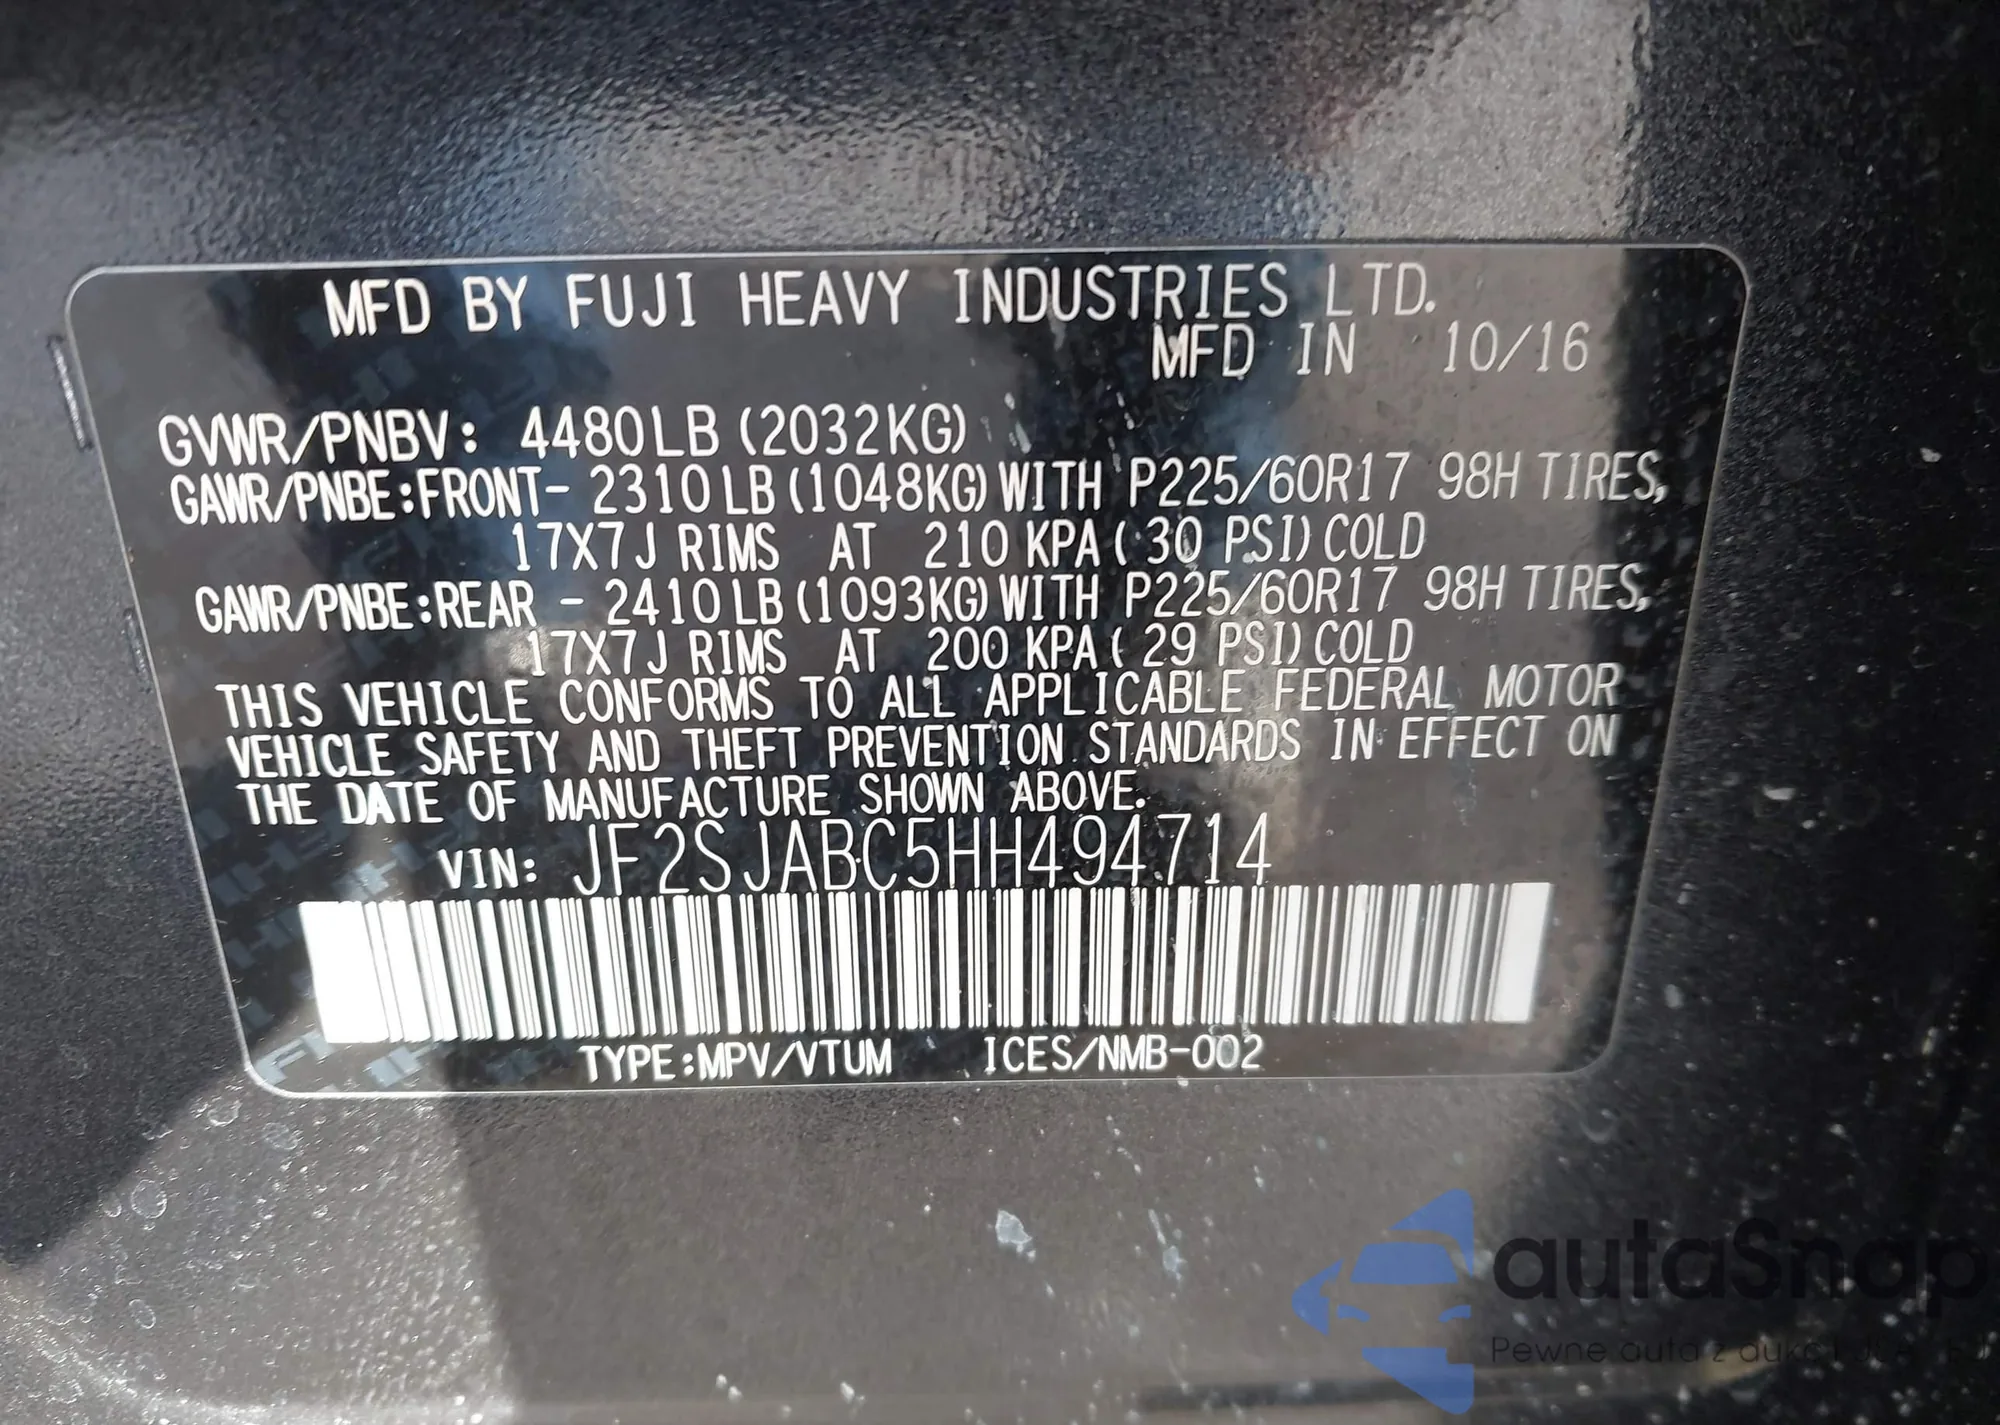 MFD BY FUJI HEAVY INDUSTRIES LTD.
MFD IN 10/16
GVWR/PNBV: 4480LB (2032KG)
GAWR/PNBE:FRONT- 2310LB(1048KG)WITH P225/60R17 98H TIRES,
17X7J RIMS AT 210 KPA( 30 PSI)COLD
GAWR/PNBE:REAR - 2410LB(1093KG)WITH P225/60R17 98H TIRES,
17X7J RIMS AT 200 KPA( 29 PSI)COLD
THIS VEHICLE CONFORMS TO ALL APPLICABLE FEDERAL MOTOR
VEHICLE SAFETY AND THEFT PREVENTION STANDARDS IN EFFECT ON
THE DATE OF MANUFACTURE SHOWN ABOVE.
VIN: JF2SJABC5HH494714
TYPE:MPV/VTUM ICES/NMB-002
autaSnap
Pewne auta z